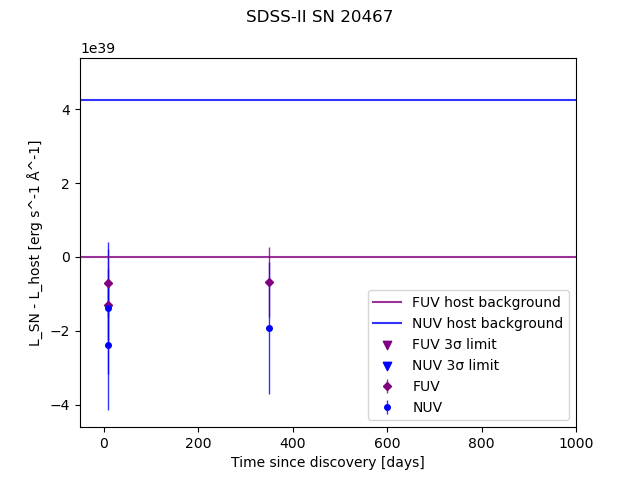 SDSS-II SN 20467
1e39
L_SN - L_host [erg s^-1 Å^-1]
4
2
0
−2
−4
FUV host background
NUV host background
FUV 3σ limit
NUV 3σ limit
FUV
NUV
0 200 400 600 800 1000
Time since discovery [days]